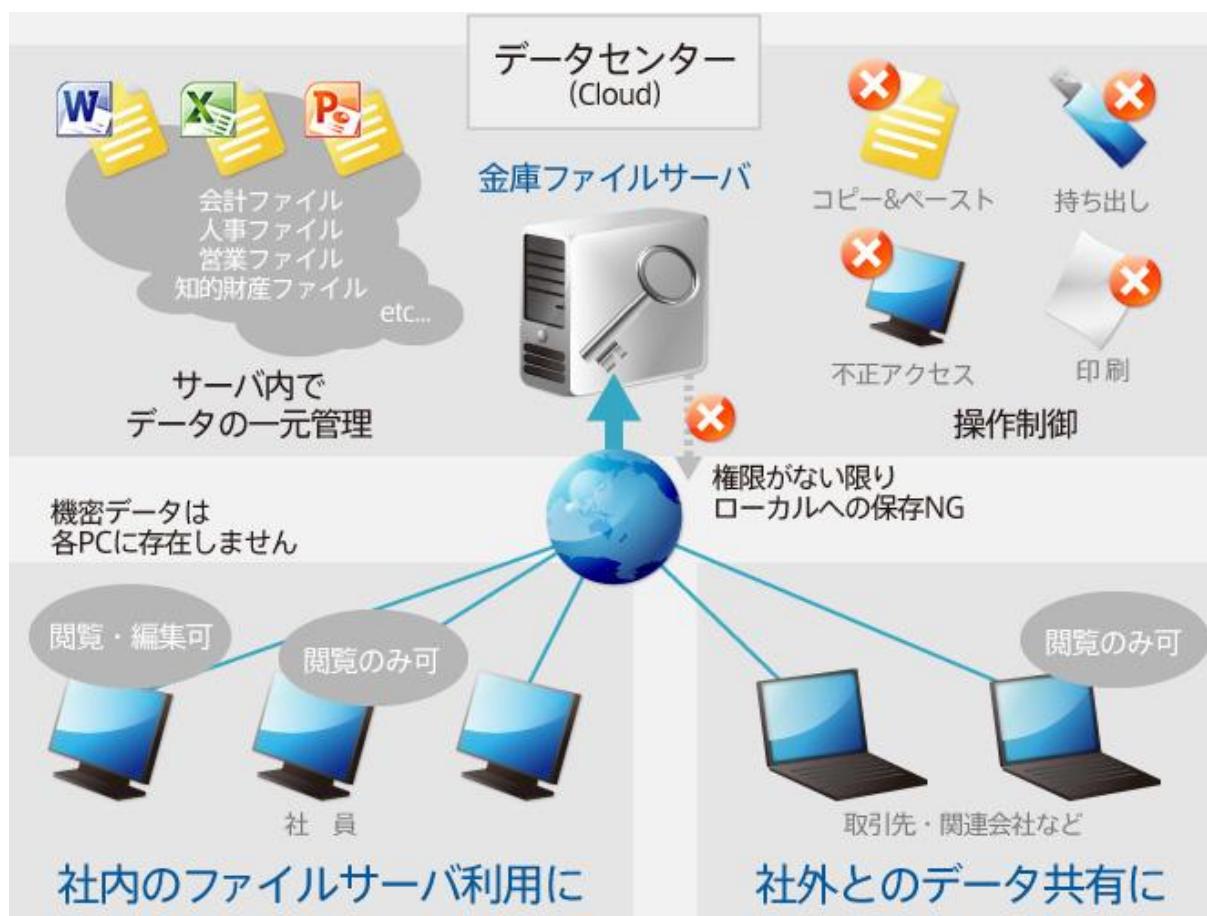 データセンター
(Cloud)
W
X
P
会計ファイル
人事ファイル
営業ファイル
知的財産ファイル
etc...
サーバ内で
データの一元管理
金庫ファイルサーバ
コピー&ペースト
持ち出し
不正アクセス
印刷
操作制御
機密データは
各PCに存在しません
権限がない限り
ローカルへの保存NG
閲覧・編集可
閲覧のみ可
閲覧のみ可
社 員
取引先・関連会社など
社内のファイルサーバ利用に
社外とのデータ共有に